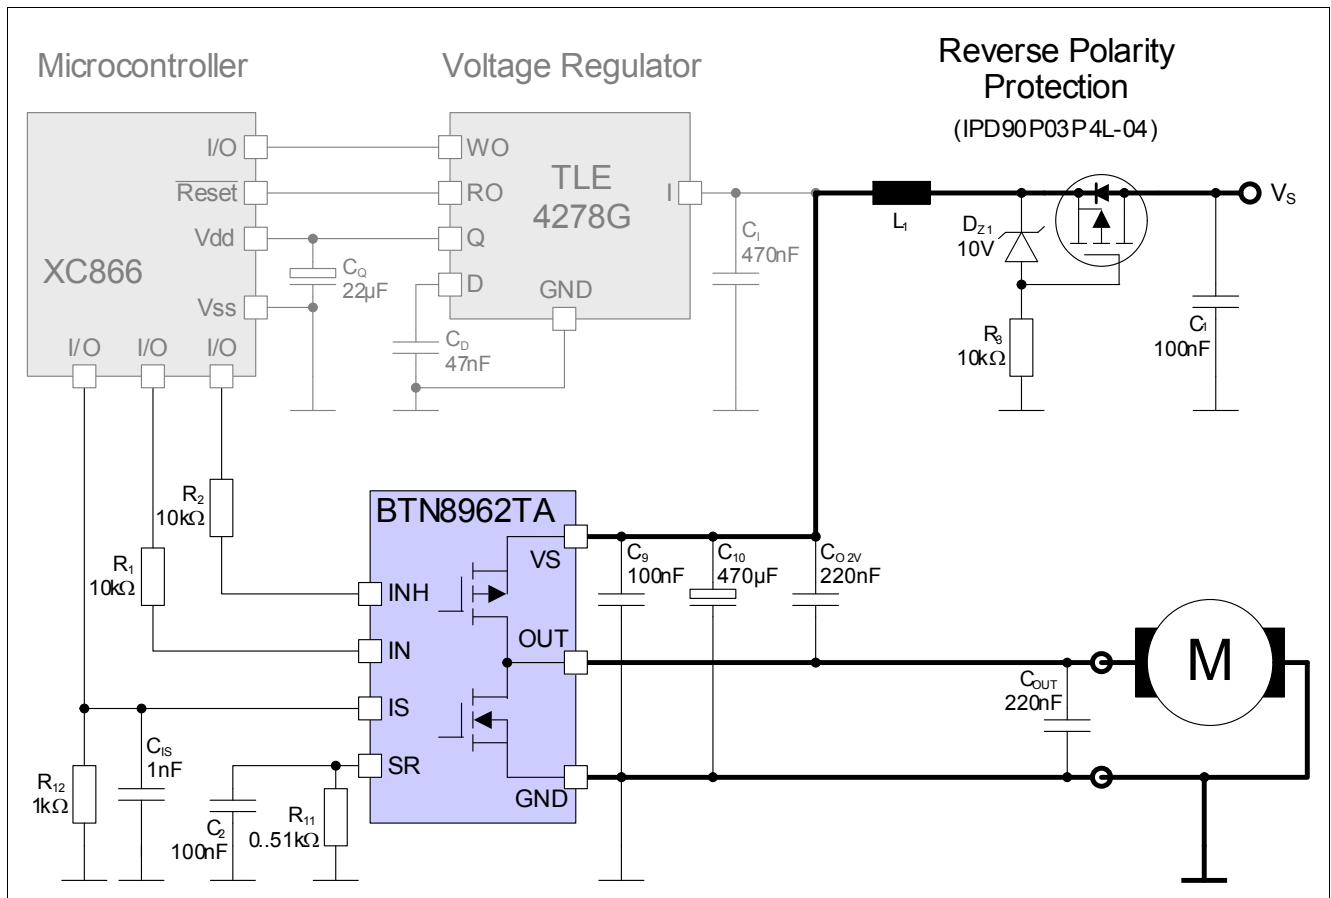 Microcontroller
Voltage Regulator
Reverse Polarity
Protection
(IPD90P03P4L-04)
I/O
WO
TLE
4278G
I
Reset
RO
Vdd
Q
XC866
CQ
22µF
D
Vss
GND
CI
470nF
CD
47nF
I/O
I/O
I/O
L1
DZ1
10V
VS
R3
10kΩ
C1
100nF
R2
10kΩ
R1
10kΩ
BTN8962TA
VS
INH
OUT
IN
IS
SR
GND
C9
100nF
C10
470µF
CO2V
220nF
COUT
220nF
M
CIS
1nF
R12
1kΩ
C2
100nF
R11
0..51kΩ